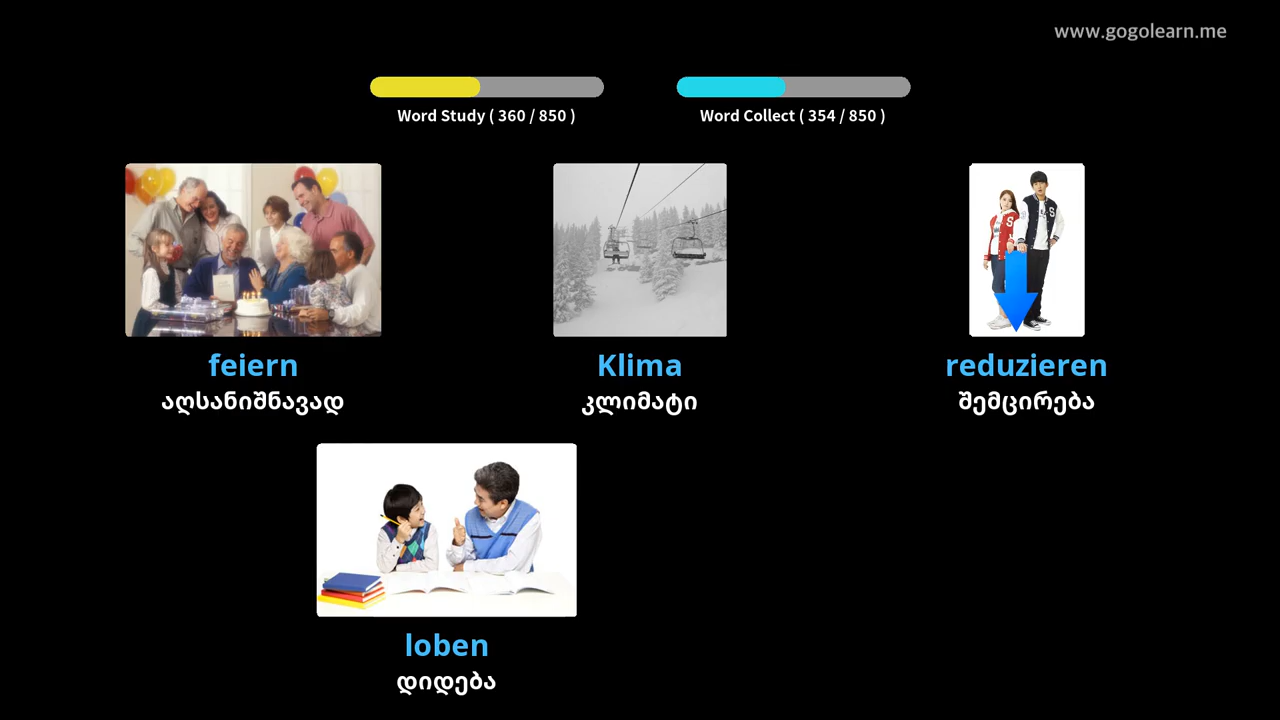 www.gogolearn.me
Word Study ( 360 / 850 )
Word Collect ( 354 / 850 )
feiern
აღსანიშნავად
Klima
კლიმატი
reduzieren
შემცირება
loben
დიდება